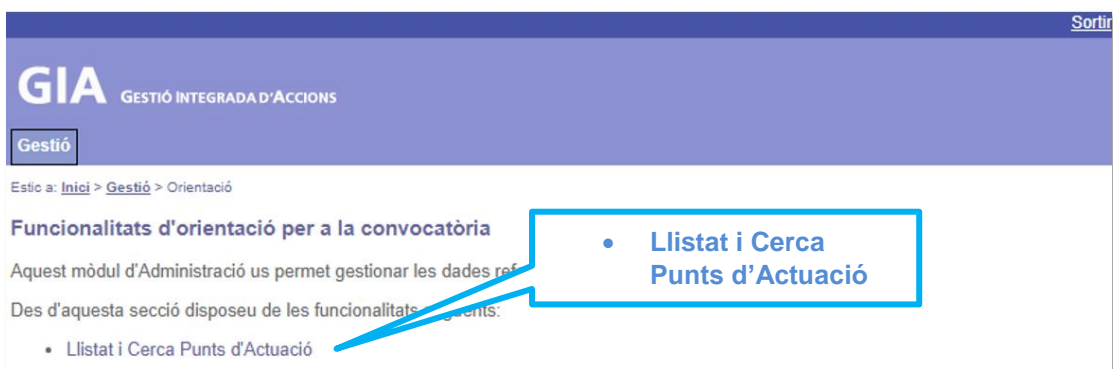 Sortir
GIA GESTIÓ INTEGRADA D'ACCIONS
Gestió
Estic a: Inici > Gestió > Orientació
Funcionalitats d'orientació per a la convocatòria
• Llistat i Cerca
Punts d'Actuació
Aquest mòdul d'Administració us permet gestionar les dades
Des d'aquesta secció disposeu de les funcionalitats
• Llistat i Cerca Punts d'Actuació